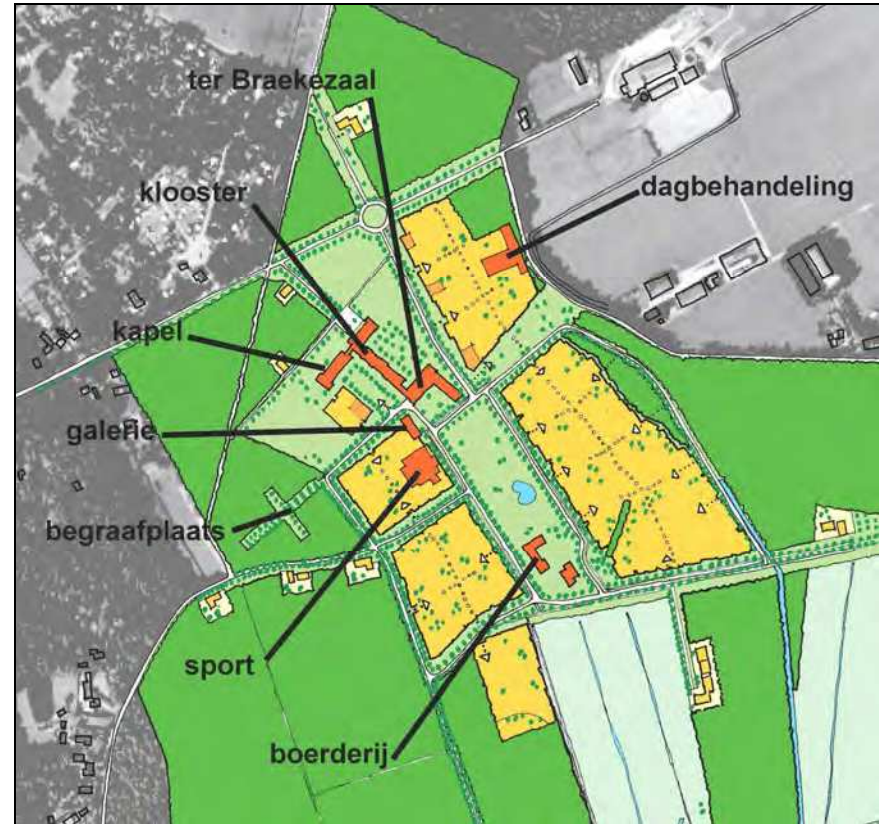 ter Braekezaal
klooster
dagbehandeling
kapel
galerie
begraafplaats
sport
boerderij